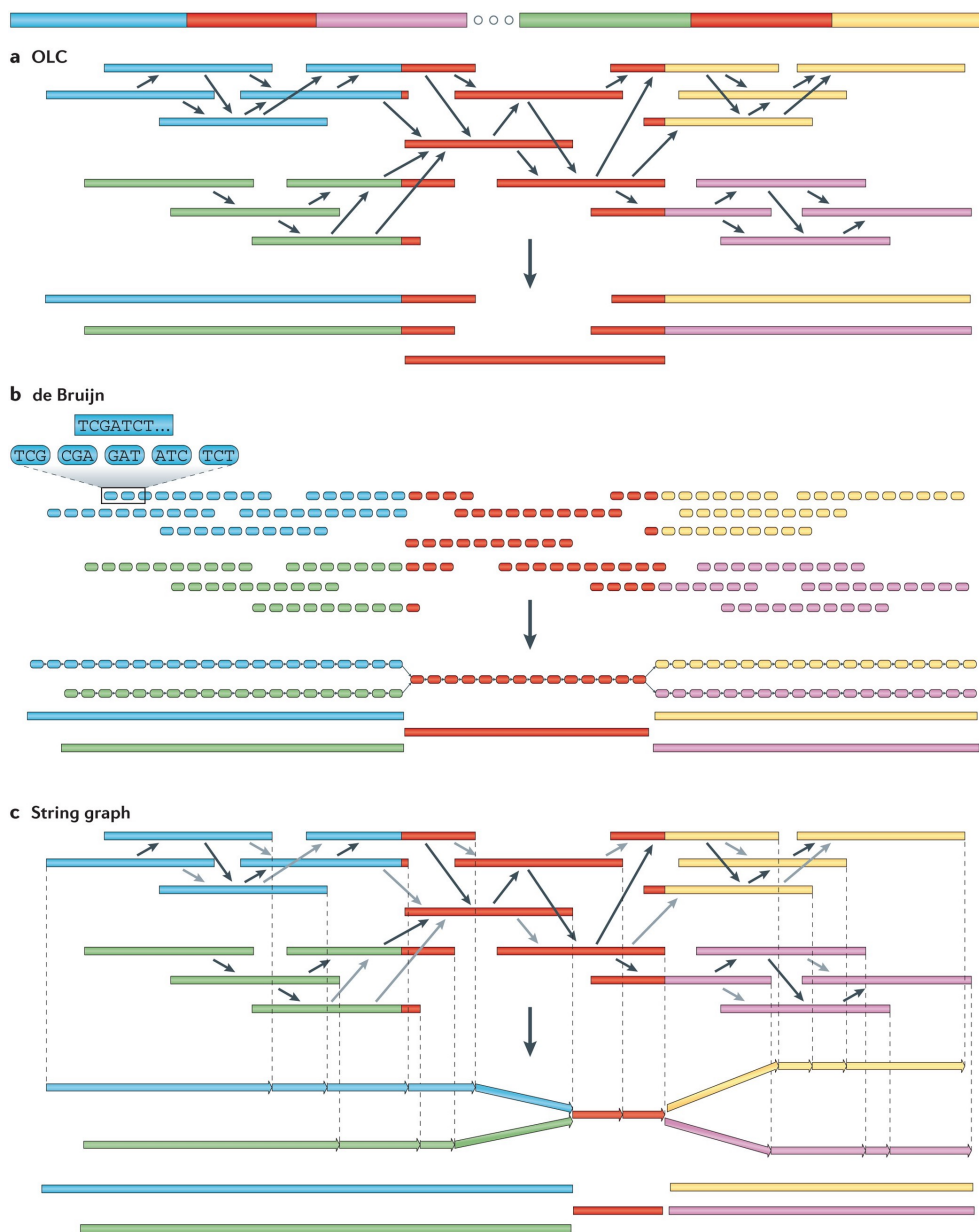 a OLC
b de Bruijn
TCGATCT...
TCG CGA GAT ATC TCT
c String graph